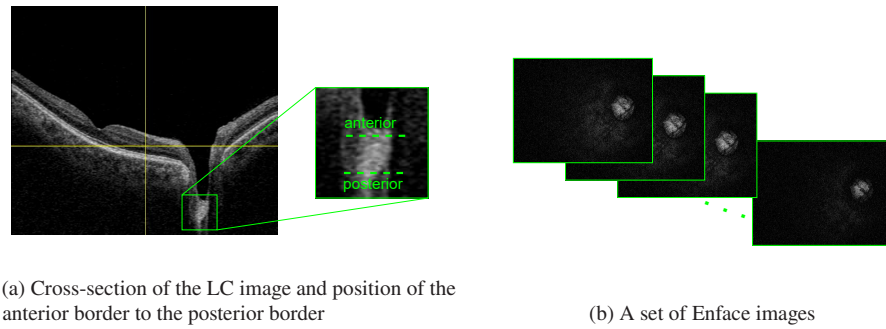 anterior
posterior
(a) Cross-section of the LC image and position of the
anterior border to the posterior border
(b) A set of Enface images